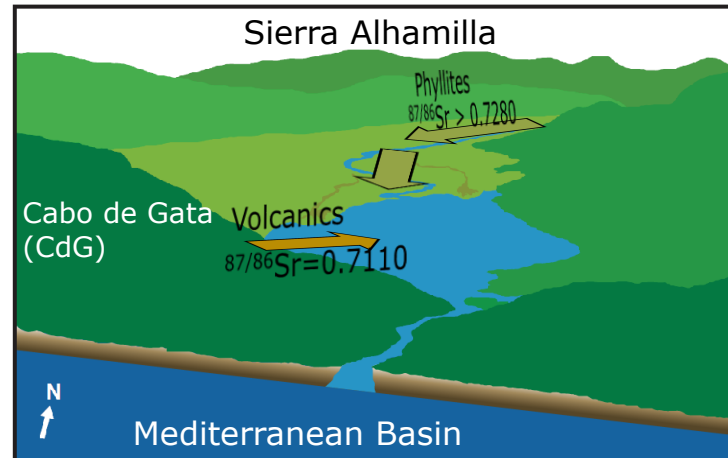 Sierra Alhamilla
Phyllites
87/86Sr > 0.7280
Cabo de Gata
(CdG)
Volcanics
87/86Sr=0.7110
N
Mediterranean Basin